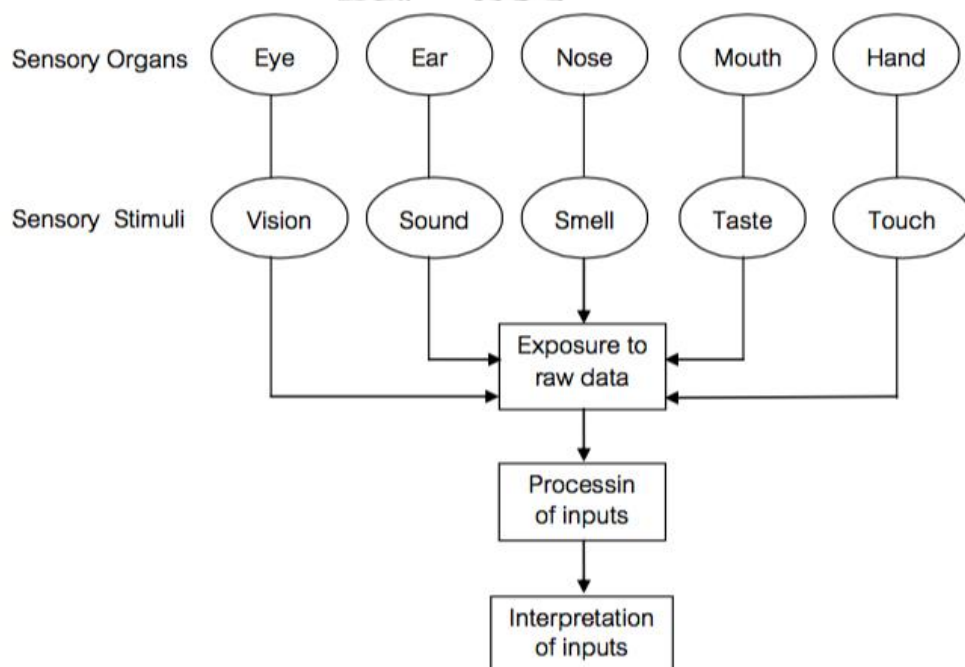 Sensory Organs Eye Ear Nose Mouth Hand
Sensory Stimuli Vision Sound Smell Taste Touch
Exposure to
raw data
Processin
of inputs
Interpretation
of inputs